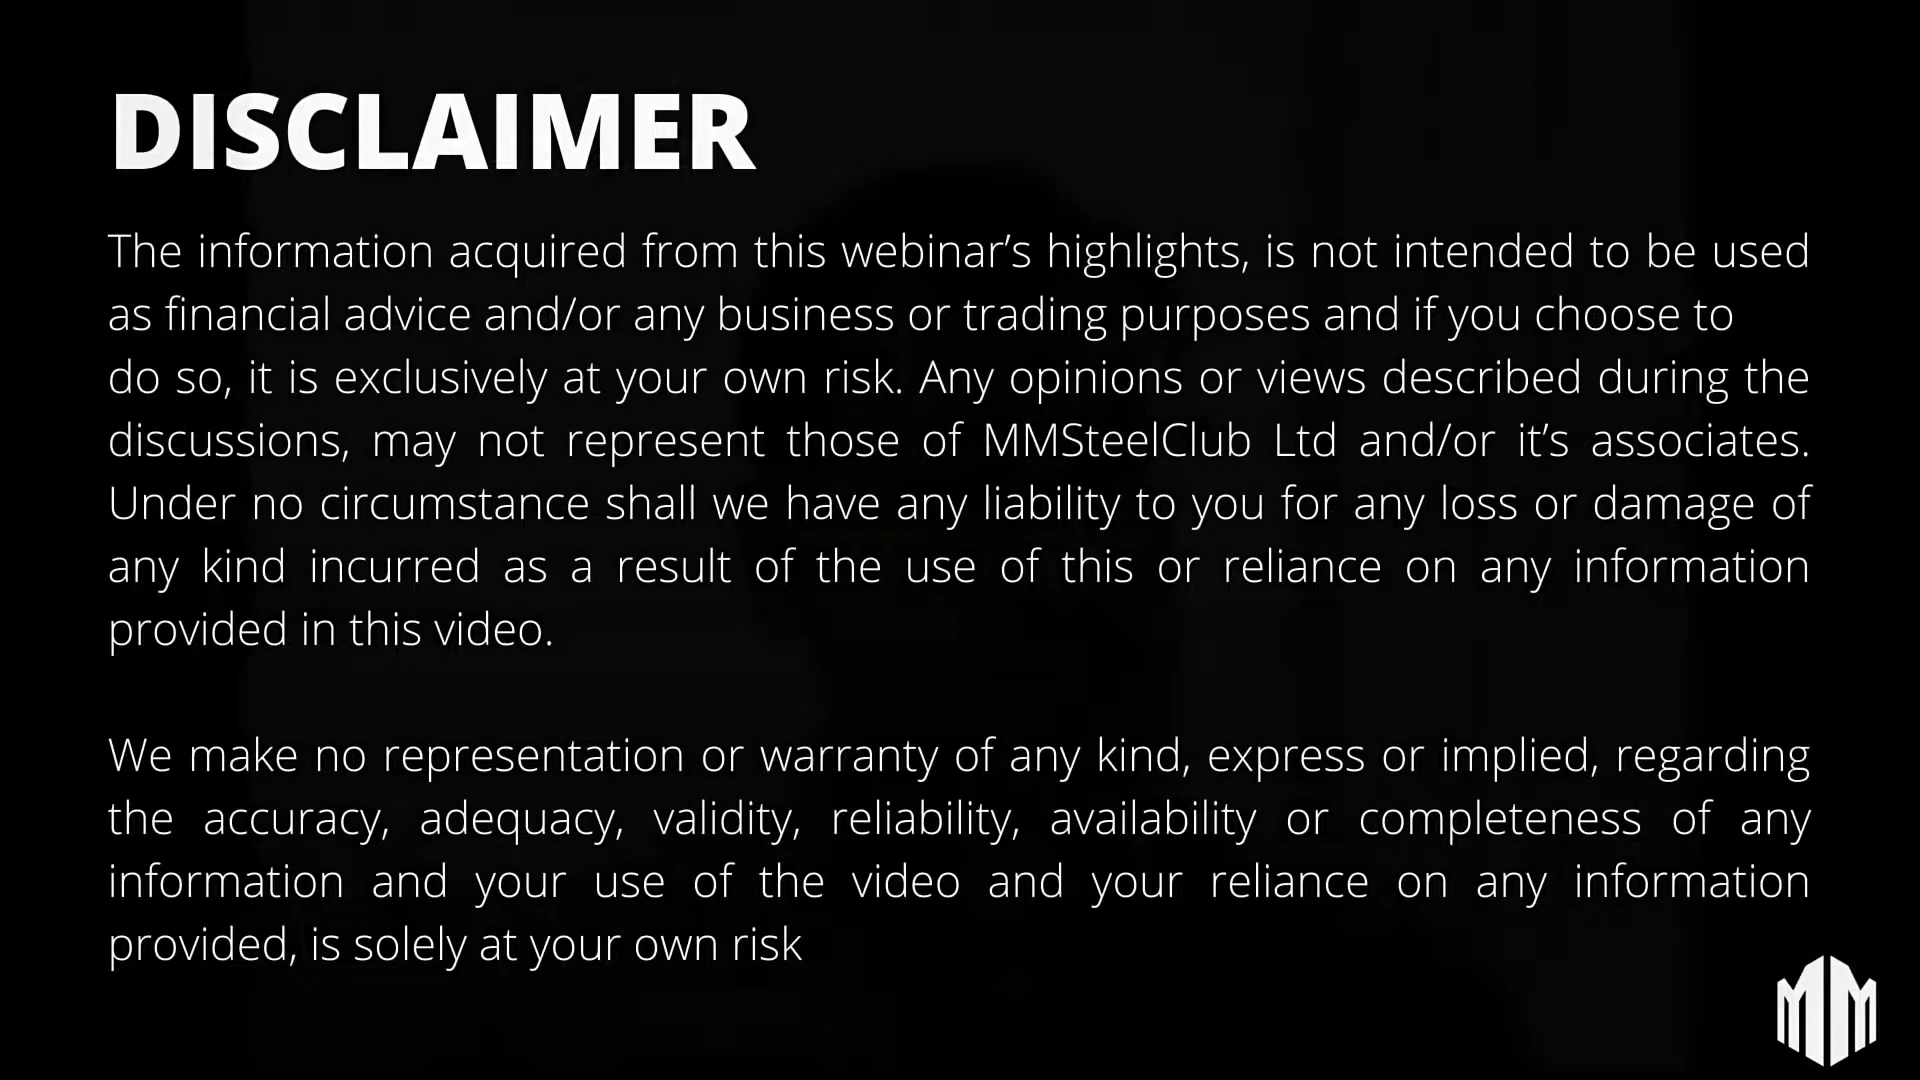 DISCLAIMER
The information acquired from this webinar’s highlights, is not intended to be used
as financial advice and/or any business or trading purposes and if you choose to
do so, it is exclusively at your own risk. Any opinions or views described during the
discussions, may not represent those of MMSteelClub Ltd and/or it’s associates.
Under no circumstance shall we have any liability to you for any loss or damage of
any kind incurred as a result of the use of this or reliance on any information
provided in this video.
We make no representation or warranty of any kind, express or implied, regarding
the accuracy, adequacy, validity, reliability, availability or completeness of any
information and your use of the video and your reliance on any information
provided, is solely at your own risk
MM